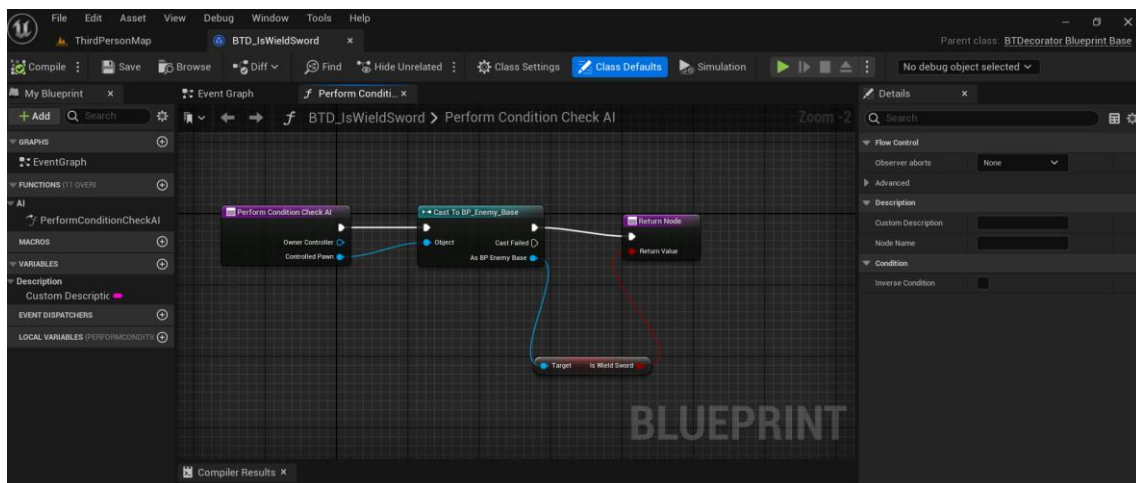 File Edit Asset View Debug Window Tools Help
ThirdPersonMap BTD_IsWieldSword × Parent class: BTDecorator Blueprint Base
Compile Save Browse Diff Find Hide Unrelated Class Settings Class Defaults Simulation No debug object selected
My Blueprint × Event Graph f Perform Conditi.. × Details ×
+ Add Search f BTD_IsWieldSword > Perform Condition Check AI Zoom -2 Search
GRAPHS
EventGraph
FUNCTIONS (11 OVERI
AI
PerformConditionCheckAI
MACROS
VARIABLES
Description
Custom Descriptic
EVENT DISPATCHERS
LOCAL VARIABLES (PERFORMCONDITIO
Perform Condition Check AI
Owner Controller
Controlled Pawn
Cast To BP_Enemy_Base
Object Cast Failed
As BP Enemy Base
Return Node
Return Value
Target Is Wield Sword
BLUEPRINT
Flow Control
Observer aborts None
Advanced
Description
Custom Description
Node Name
Condition
Inverse Condition
Compiler Results ×